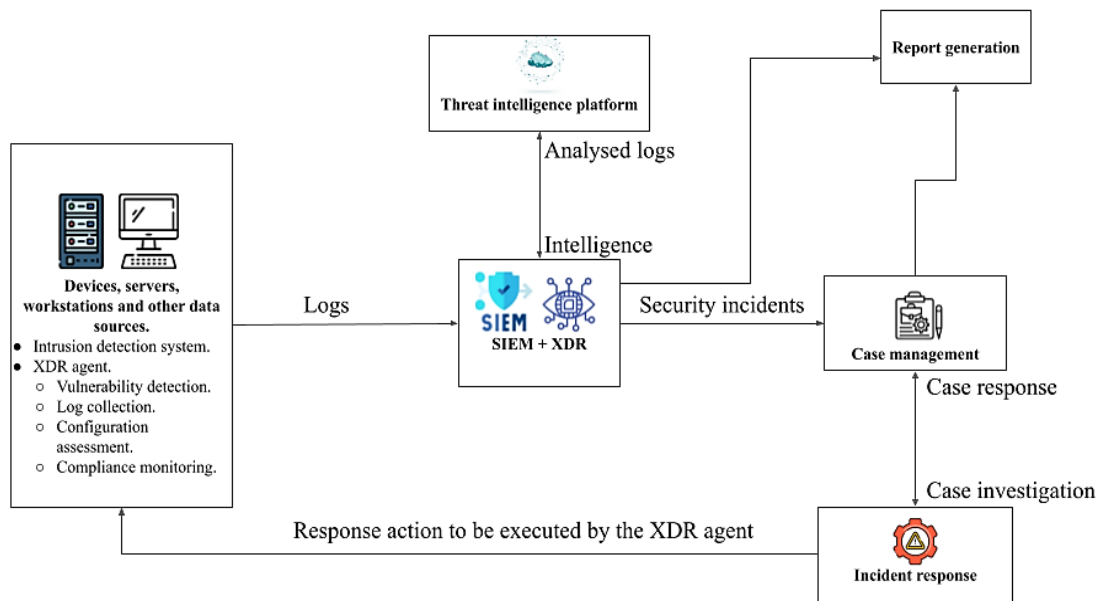 Report generation
Threat intelligence platform
Analysed logs
Intelligence
Devices, servers,
workstations and other data
sources.
● Intrusion detection system.
● XDR agent.
○ Vulnerability detection.
○ Log collection.
○ Configuration
assessment.
○ Compliance monitoring.
Logs
SIEM
SIEM + XDR
Security incidents
Case management
Case response
Case investigation
Response action to be executed by the XDR agent
Incident response